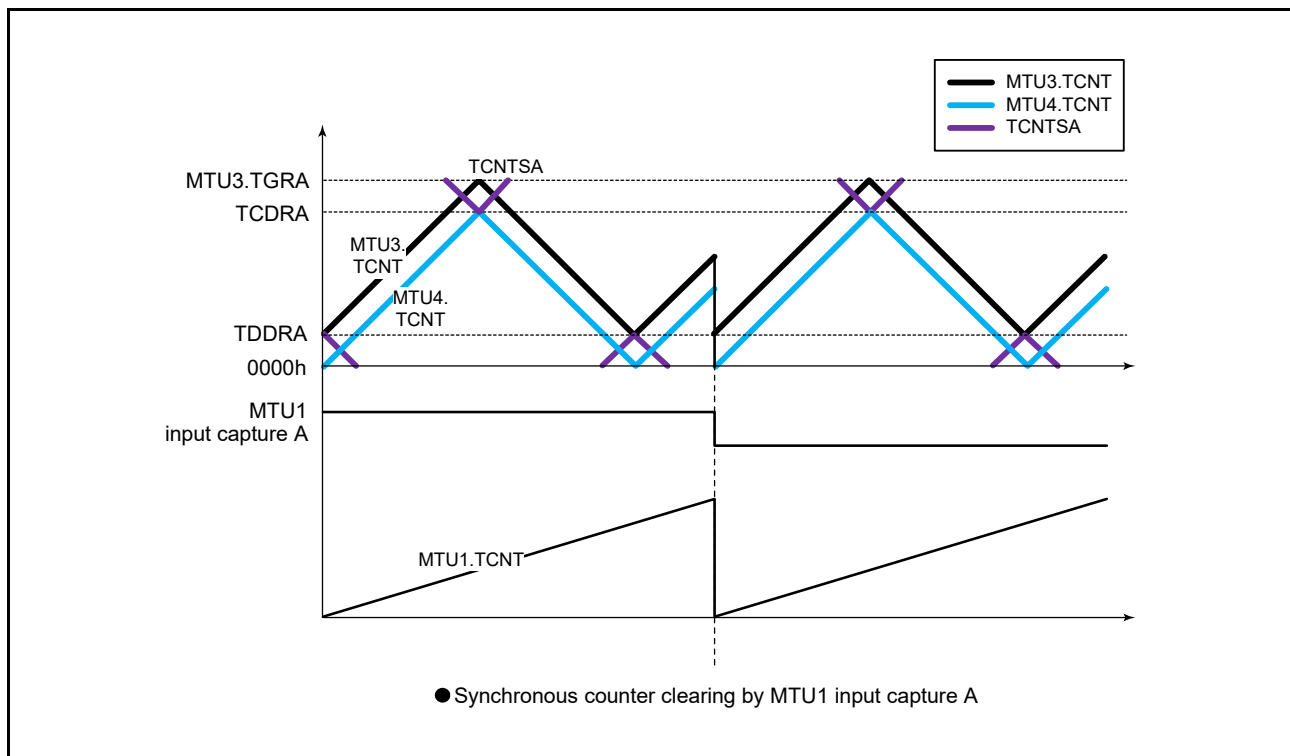 MTU3.TCNT
MTU4.TCNT
TCNTSA
TCNTSA
MTU3.TGRA
TCDRA
MTU3.
TCNT
MTU4.
TCNT
TDDRA
0000h
MTU1
input capture A
MTU1.TCNT
●Synchronous counter clearing by MTU1 input capture A